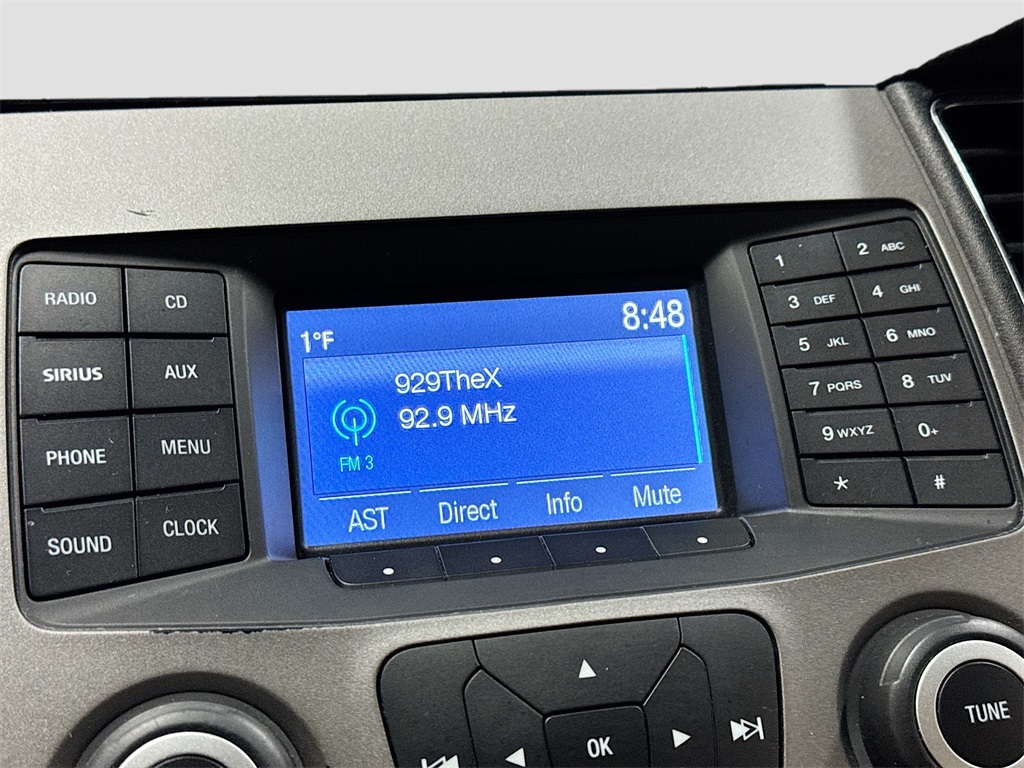 RADIO
CD
SIRIUS
AUX
PHONE
MENU
SOUND
CLOCK
1°F
8:48
929TheX
92.9 MHz
FM 3
AST Direct Info Mute
1
2 ABC
3 DEF
4 GHI
5 JKL
6 MNO
7 PQRS
8 TUV
9 WXYZ
0+
*
#
OK
TUNE